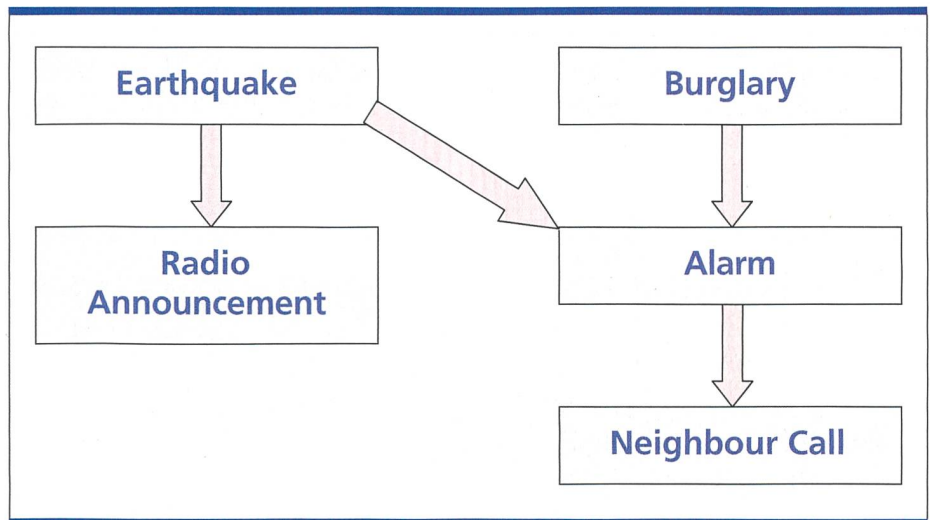 Earthquake
Burglary
Radio
Announcement
Alarm
Neighbour Call